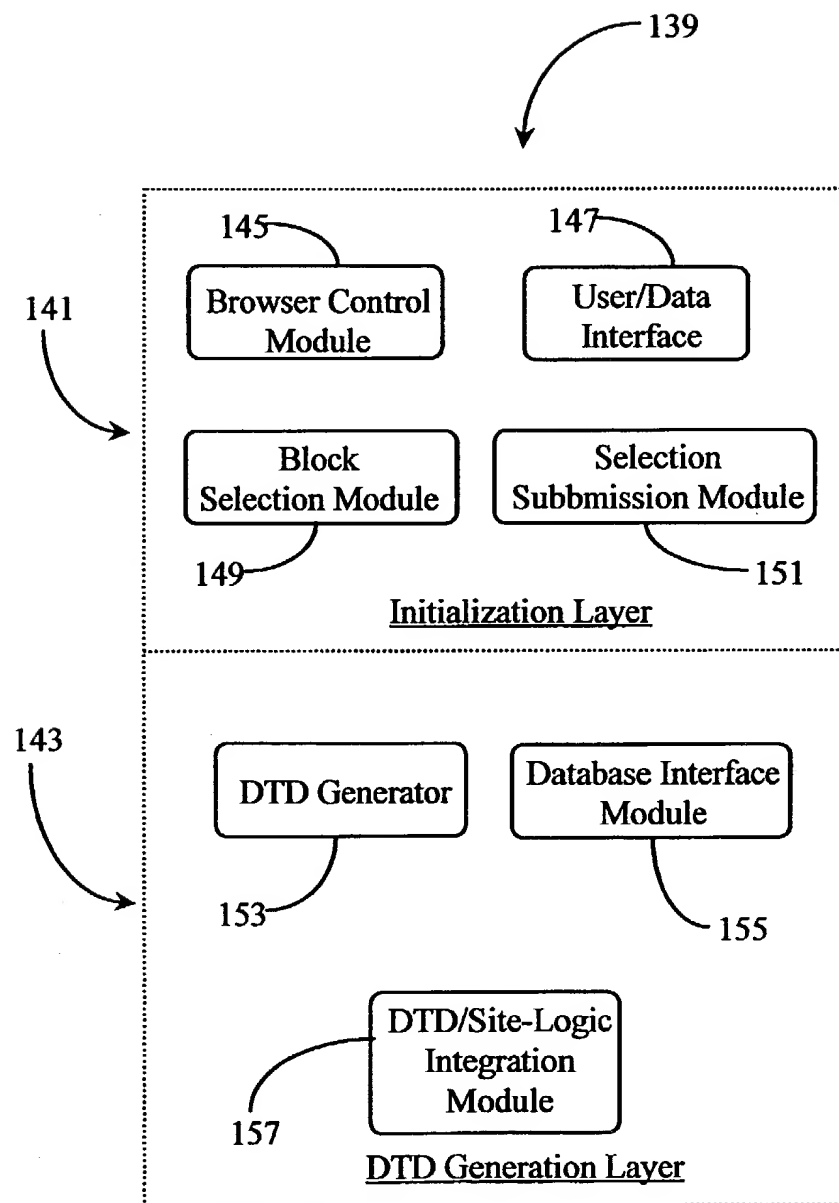 139
145
147
Browser Control
Module
User/Data
Interface
141
Block
Selection Module
Selection
Subbmission Module
149
151
Initialization Layer
143
DTD Generator
Database Interface
Module
153
155
DTD/Site-Logic
Integration
Module
157
DTD Generation Layer